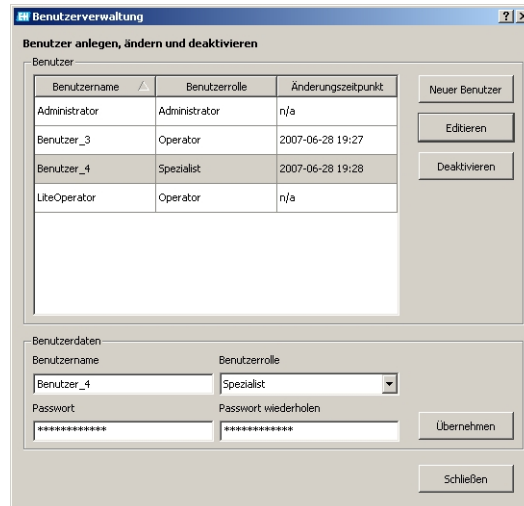 EH Benutzerverwaltung
Benutzer anlegen, ändern und deaktivieren
Benutzer
Benutzername Benutzerrolle Änderungszeitpunkt
Administrator Administrator n/a
Benutzer_3 Operator 2007-06-28 19:27
Benutzer_4 Spezialist 2007-06-28 19:28
LiteOperator Operator n/a
Neuer Benutzer
Editieren
Deaktivieren
Benutzerdaten
Benutzername Benutzerrolle
Benutzer_4 Spezialist
Passwort Passwort wiederholen
************ ************
Übernehmen
Schließen